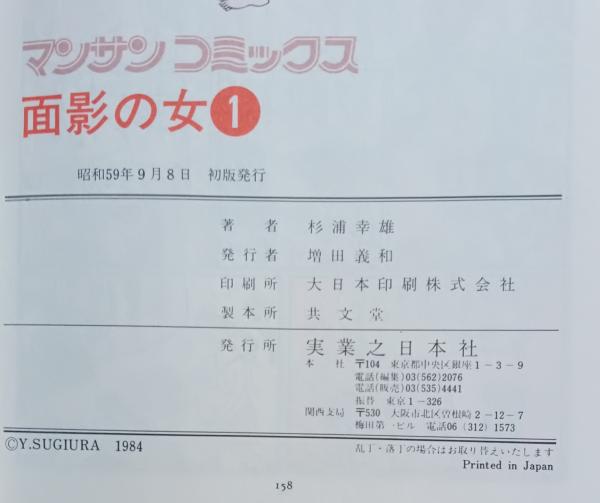 マンサンコミックス
面影の女 1
昭和59年9月8日 初版発行
著者 杉浦幸雄
発行者 増田義和
印刷所 大日本印刷株式会社
製本所 共文堂
発行所 実業之日本社
本社 〒104 東京都中央区銀座1-3-9
電話(編集)03(562)2076
電話(販売)03(535)4441
振替 東京1-326
関西支局 〒530 大阪市北区曽根崎2-12-7
梅田第一ビル 電話06(312)1573
©Y.SUGIURA 1984
乱丁・落丁の場合はお取り替えいたします
Printed in Japan
158